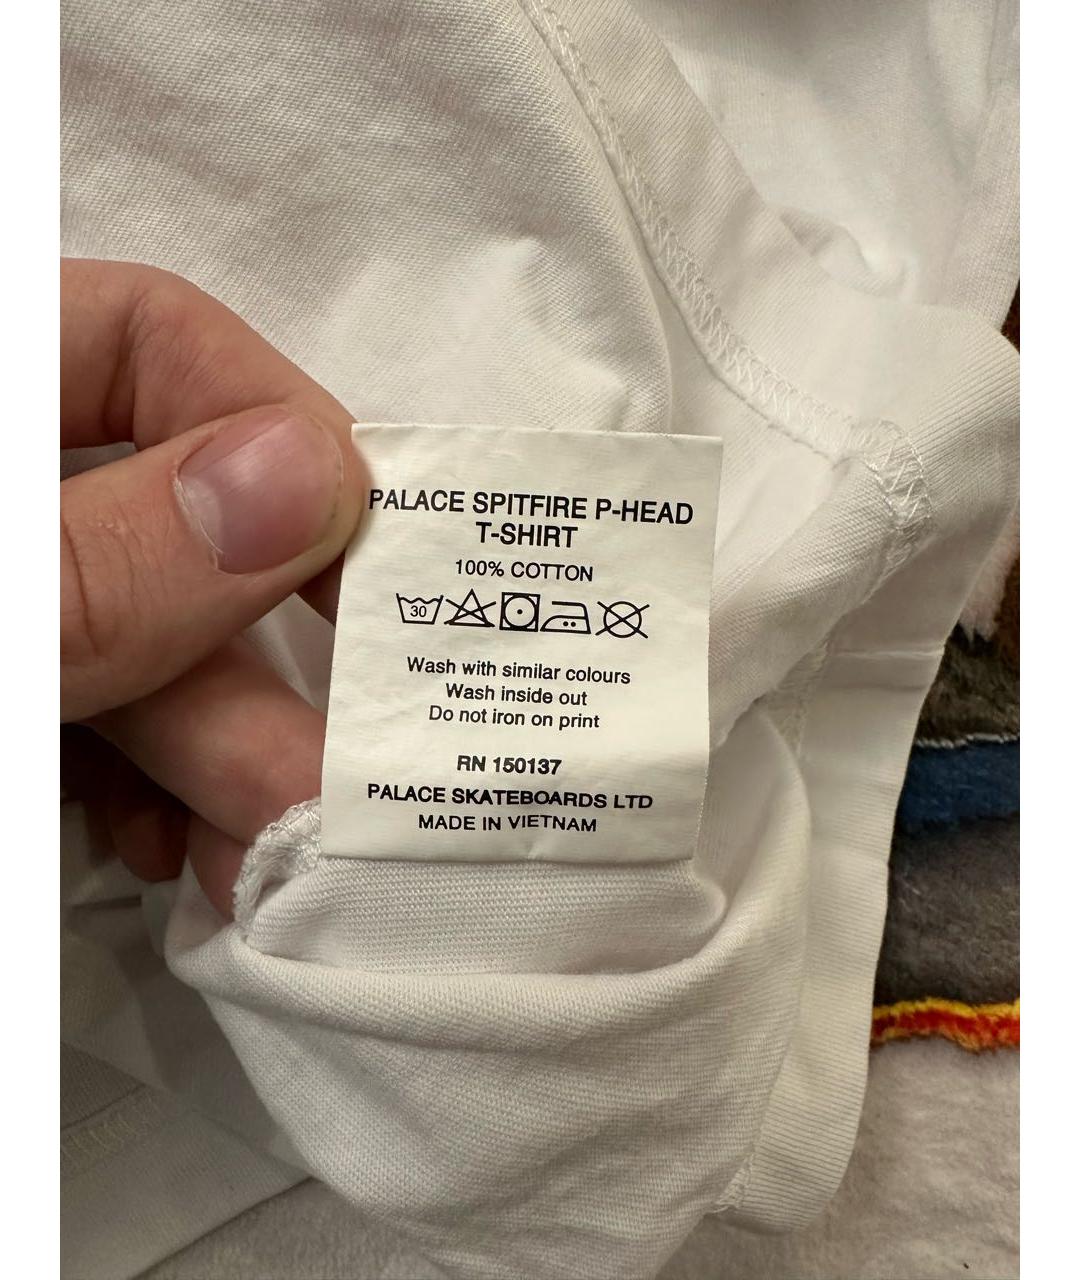 PALACE SPITFIRE P-HEAD
T-SHIRT
100% COTTON
30
Wash with similar colours
Wash inside out
Do not iron on print
RN 150137
PALACE SKATEBOARDS LTD
MADE IN VIETNAM